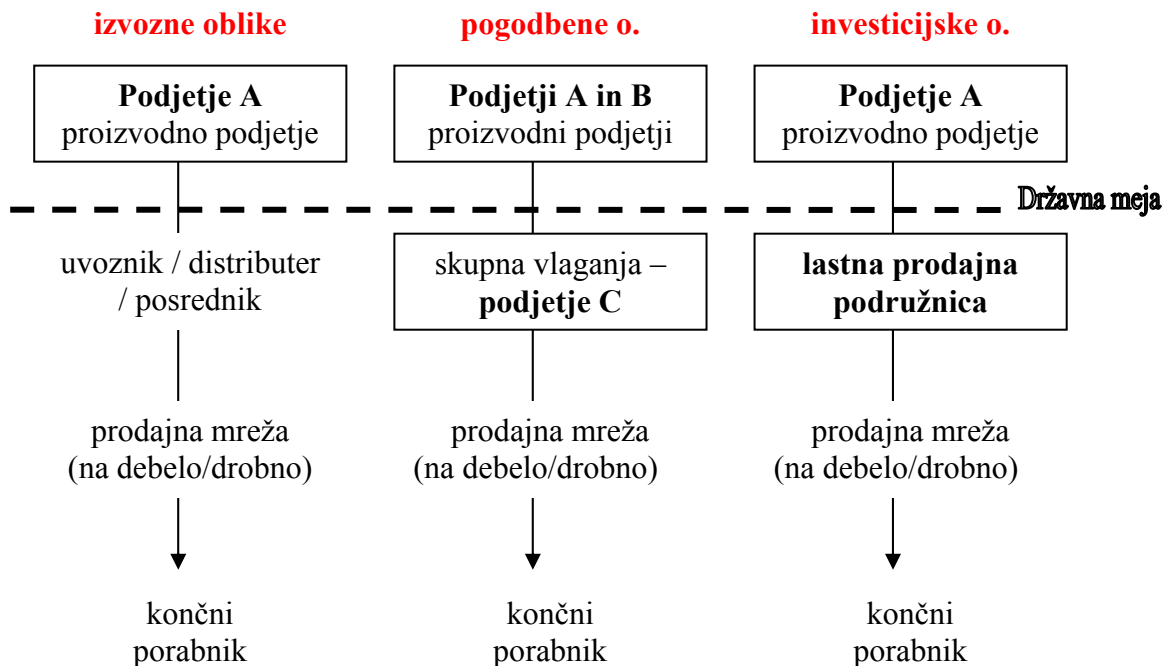 izvozne oblike
pogodbene o.
investicijske o.
Podjetje A
proizvodno podjetje
Podjetji A in B
proizvodni podjetji
Podjetje A
proizvodno podjetje
Državna meja
uvoznik / distributer
/ posrednik
skupna vlaganja –
podjetje C
lastna prodajna
podružnica
prodajna mreža
(na debelo/drobno)
prodajna mreža
(na debelo/drobno)
prodajna mreža
(na debelo/drobno)
končni
porabnik
končni
porabnik
končni
porabnik